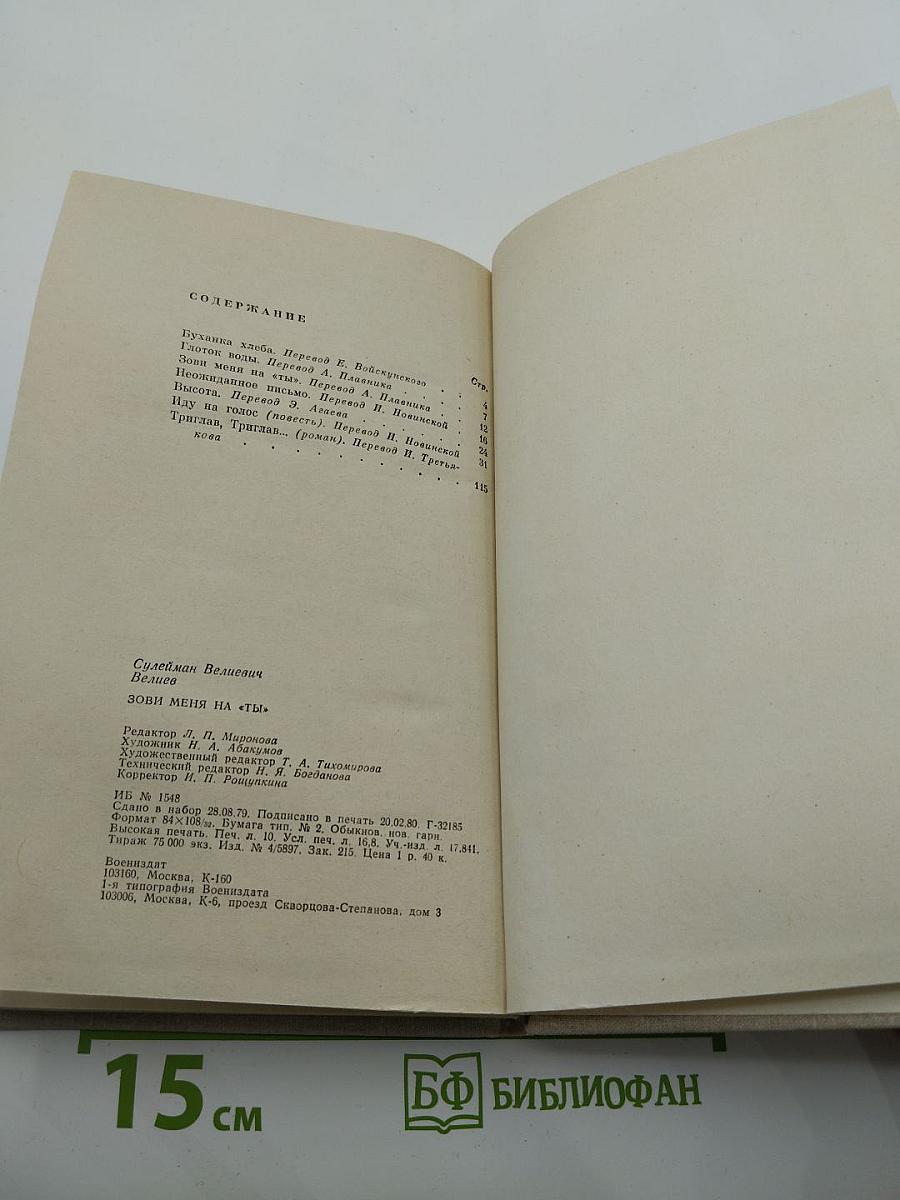 СОДЕРЖАНИЕ
Стр.
Буханка хлеба. Перевод Е. Войскунского . . 4
Глоток воды. Перевод А. Плавника . . . . 7
Зови меня на «ты». Перевод А. Плавника . . 12
Неожиданное письмо. Перевод И. Новинской . 16
Высота. Перевод Э. Агаева . . . . . . 24
Иду на голос (повесть). Перевод И. Новинской 31
Триглав, Триглав... (роман). Перевод И. Третья-
кова . . . . . . . . . . 115
Сулейман Велиевич
Велиев
ЗОВИ МЕНЯ НА «ТЫ»
Редактор Л. П. Миронова
Художник Н. А. Абакумов
Художественный редактор Т. А. Тихомирова
Технический редактор Н. Я. Богданова
Корректор И. П. Рощупкина
ИБ № 1548
Сдано в набор 28.08.79. Подписано в печать 20.02.80. Г-32185
Формат 84×108/32. Бумага тип. № 2. Обыкнов. нов. гарн.
Высокая печать. Печ. л. 10. Усл. печ. л. 16,8. Уч.-изд. л. 17,841.
Тираж 75 000 экз. Изд. № 4/5897. Зак. 215. Цена 1 р. 40 к.
Воениздат
103160, Москва, К-160
1-я типография Воениздата
103006, Москва, К-6, проезд Скворцова-Степанова, дом 3
15 см
БФ БИБЛИОФАН